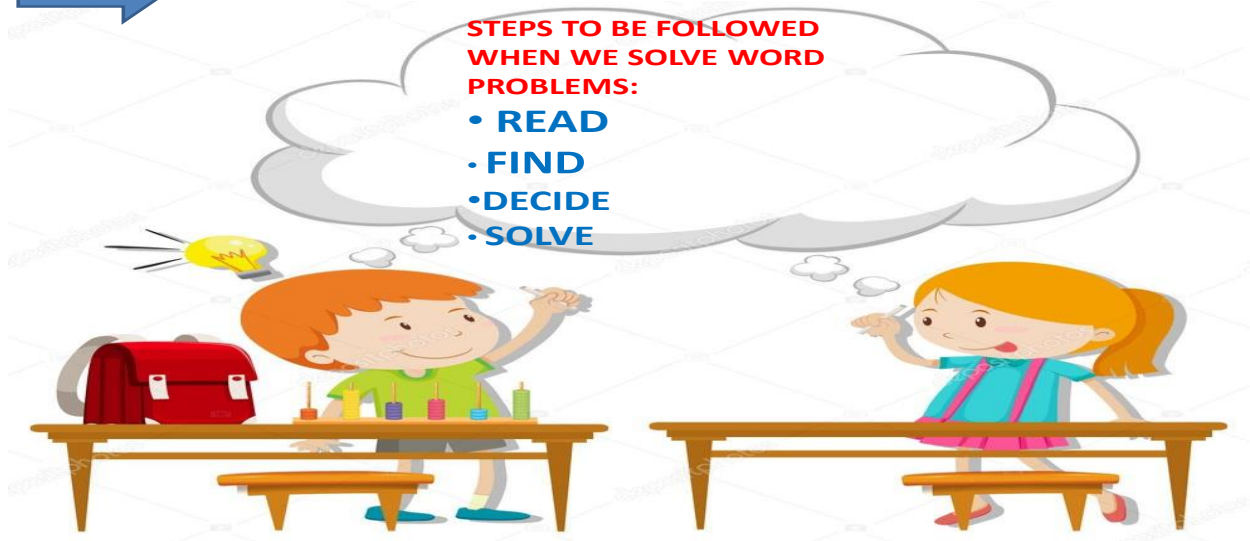 STEPS TO BE FOLLOWED
WHEN WE SOLVE WORD
PROBLEMS:
• READ
• FIND
•DECIDE
• SOLVE